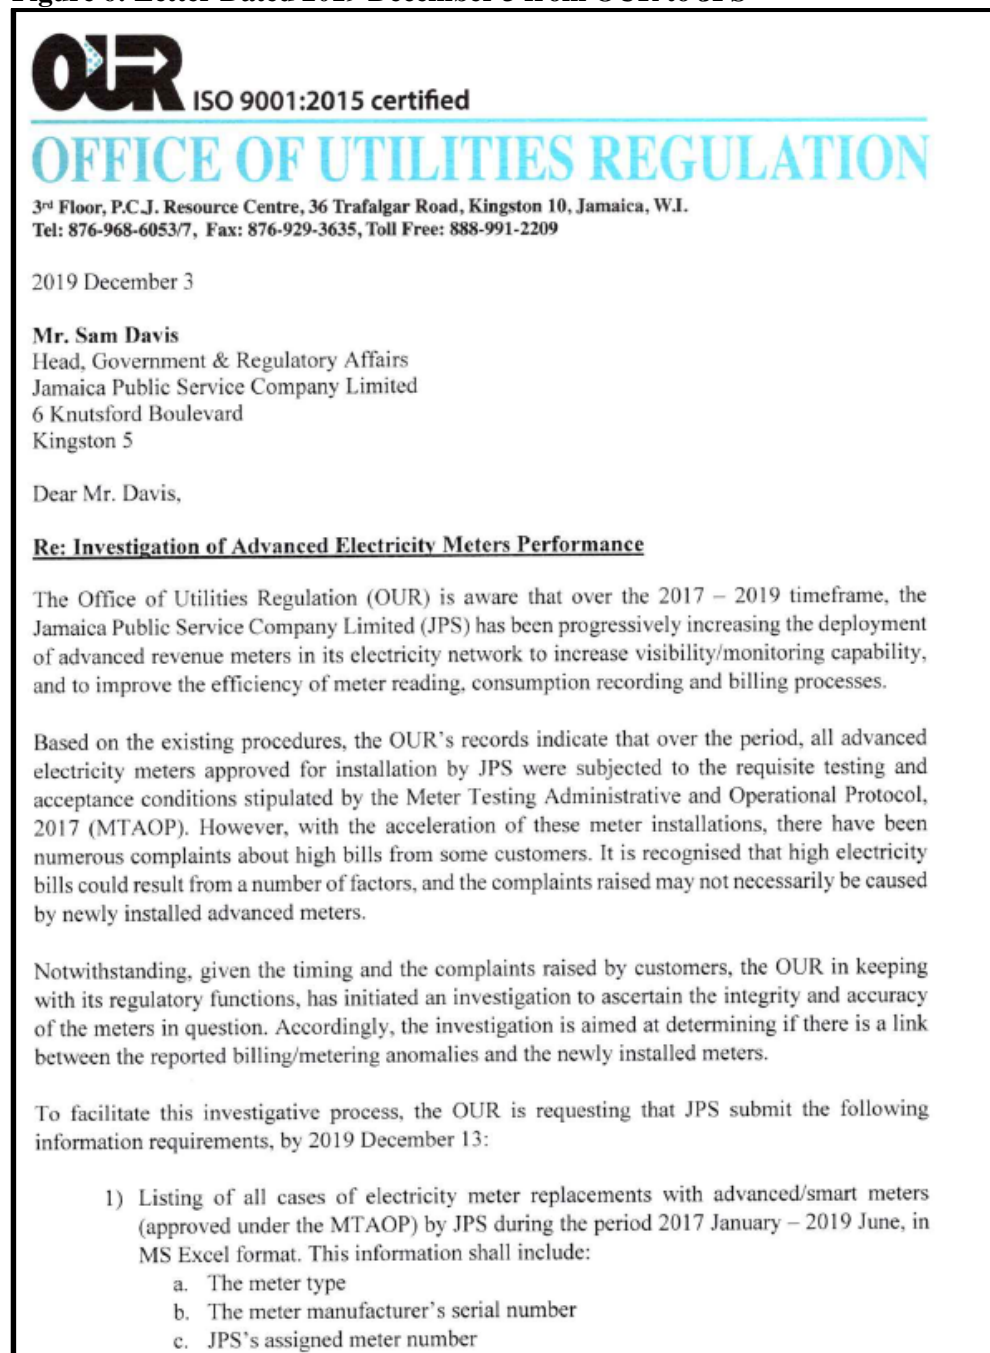 Figure 6: Letter Dated 2019 December 3 from OUR to JPS
OUR ISO 9001:2015 certified
OFFICE OF UTILITIES REGULATION
3rd Floor, P.C.J. Resource Centre, 36 Trafalgar Road, Kingston 10, Jamaica, W.I.
Tel: 876-968-6053/7, Fax: 876-929-3635, Toll Free: 888-991-2209
2019 December 3
Mr. Sam Davis
Head, Government & Regulatory Affairs
Jamaica Public Service Company Limited
6 Knutsford Boulevard
Kingston 5
Dear Mr. Davis,
Re: Investigation of Advanced Electricity Meters Performance
The Office of Utilities Regulation (OUR) is aware that over the 2017 – 2019 timeframe, the
Jamaica Public Service Company Limited (JPS) has been progressively increasing the deployment
of advanced revenue meters in its electricity network to increase visibility/monitoring capability,
and to improve the efficiency of meter reading, consumption recording and billing processes.
Based on the existing procedures, the OUR's records indicate that over the period, all advanced
electricity meters approved for installation by JPS were subjected to the requisite testing and
acceptance conditions stipulated by the Meter Testing Administrative and Operational Protocol,
2017 (MTAOP). However, with the acceleration of these meter installations, there have been
numerous complaints about high bills from some customers. It is recognised that high electricity
bills could result from a number of factors, and the complaints raised may not necessarily be caused
by newly installed advanced meters.
Notwithstanding, given the timing and the complaints raised by customers, the OUR in keeping
with its regulatory functions, has initiated an investigation to ascertain the integrity and accuracy
of the meters in question. Accordingly, the investigation is aimed at determining if there is a link
between the reported billing/metering anomalies and the newly installed meters.
To facilitate this investigative process, the OUR is requesting that JPS submit the following
information requirements, by 2019 December 13:
1) Listing of all cases of electricity meter replacements with advanced/smart meters
(approved under the MTAOP) by JPS during the period 2017 January – 2019 June, in
MS Excel format. This information shall include:
a. The meter type
b. The meter manufacturer's serial number
c. JPS's assigned meter number